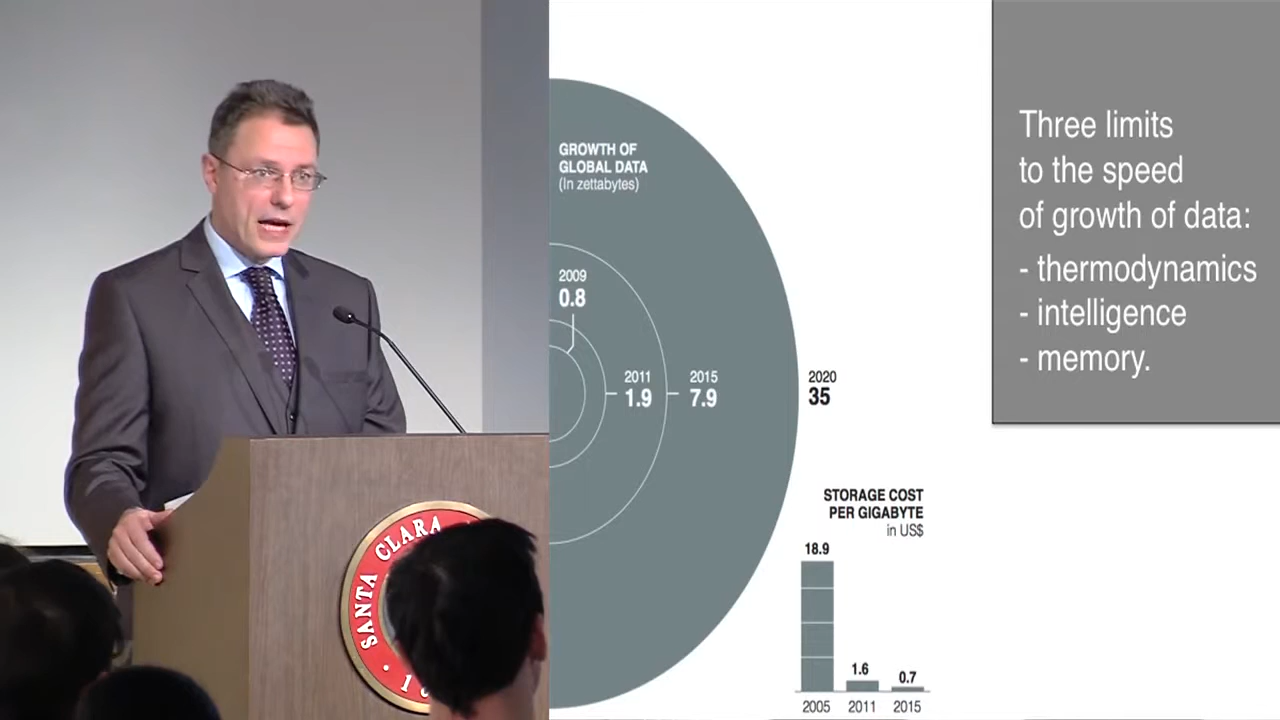 GROWTH OF
GLOBAL DATA
(In zettabytes)
2009
0.8
2011
1.9
2015
7.9
2020
35
Three limits
to the speed
of growth of data:
- thermodynamics
- intelligence
- memory.
STORAGE COST
PER GIGABYTE
in US$
18.9
1.6
0.7
2005
2011
2015
SANTA CLARA